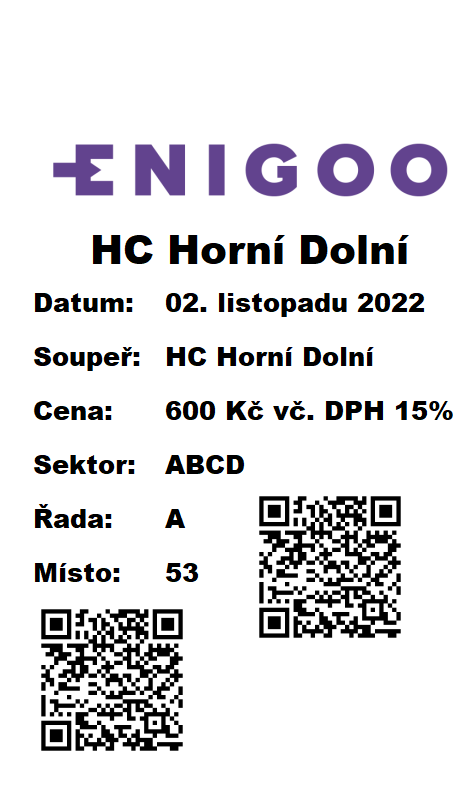 ENIGOO
HC Horní Dolní
Datum: 02. listopadu 2022
Soupeř: HC Horní Dolní
Cena: 600 Kč vč. DPH 15%
Sektor: ABCD
Řada: A
Místo: 53